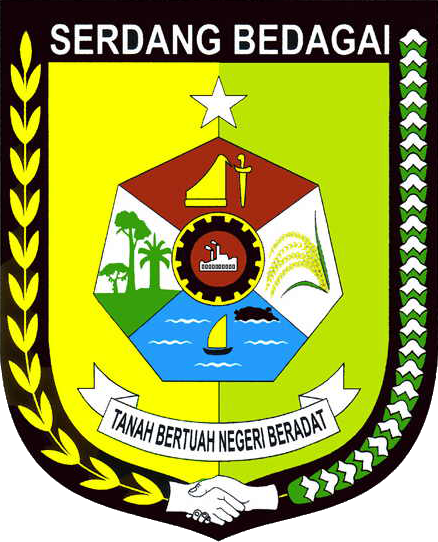 SERDANG BEDAGAI
TANAH BERTUAH NEGERI BERADAT